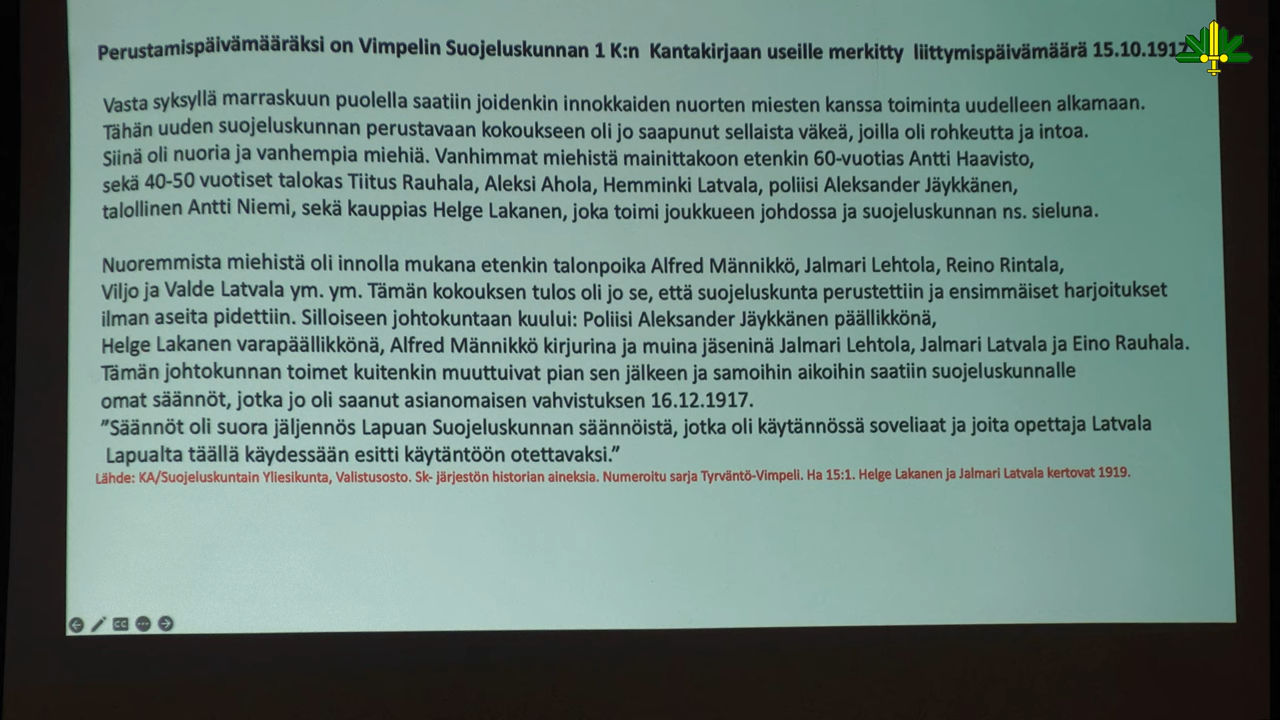 Perustamispäivämääräksi on Vimpelin Suojeluskunnan 1 K:n Kantakirjaan useille merkitty liittymispäivämäärä 15.10.1917
Vasta syksyllä marraskuun puolella saatiin joidenkin innokkaiden nuorten miesten kanssa toiminta uudelleen alkamaan.
Tähän uuden suojeluskunnan perustavaan kokoukseen oli jo saapunut sellaista väkeä, joilla oli rohkeutta ja intoa.
Siinä oli nuoria ja vanhempia miehiä. Vanhimmat miehistä mainittakoon etenkin 60-vuotias Antti Haavisto,
sekä 40-50 vuotiset talokas Tiitus Rauhala, Aleksi Ahola, Hemminki Latvala, poliisi Aleksander Jäykkänen,
talollinen Antti Niemi, sekä kauppias Helge Lakanen, joka toimi joukkueen johdossa ja suojeluskunnan ns. sieluna.
Nuoremmista miehistä oli innolla mukana etenkin talonpoika Alfred Männikkö, Jalmari Lehtola, Reino Rintala,
Viljo ja Valde Latvala ym. ym. Tämän kokouksen tulos oli jo se, että suojeluskunta perustettiin ja ensimmäiset harjoitukset
ilman aseita pidettiin. Silloiseen johtokuntaan kuului: Poliisi Aleksander Jäykkänen päällikkönä,
Helge Lakanen varapäällikkönä, Alfred Männikkö kirjurina ja muina jäseninä Jalmari Lehtola, Jalmari Latvala ja Eino Rauhala.
Tämän johtokunnan toimet kuitenkin muuttuivat pian sen jälkeen ja samoihin aikoihin saatiin suojeluskunnalle
omat säännöt, jotka jo oli saanut asianomaisen vahvistuksen 16.12.1917.
”Säännöt oli suora jäljennös Lapuan Suojeluskunnan säännöistä, jotka oli käytännössä soveliaat ja joita opettaja Latvala
Lapualta täällä käydessään esitti käytäntöön otettavaksi.”
Lähde: KA/Suojeluskuntain Yliesikunta, Valistusosto. Sk- järjestön historian aineksia. Numeroitu sarja Tyrväntö-Vimpeli. Ha 15:1. Helge Lakanen ja Jalmari Latvala kertovat 1919.
CC